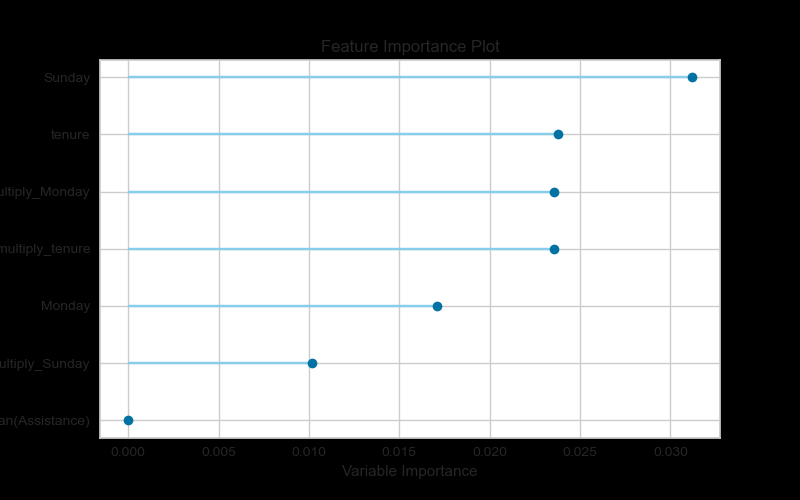 Feature Importance Plot
Sunday
tenure
ultiply_Monday
multiply_tenure
Monday
ultiply_Sunday
an(Assistance)
0.000 0.005 0.010 0.015 0.020 0.025 0.030
Variable Importance